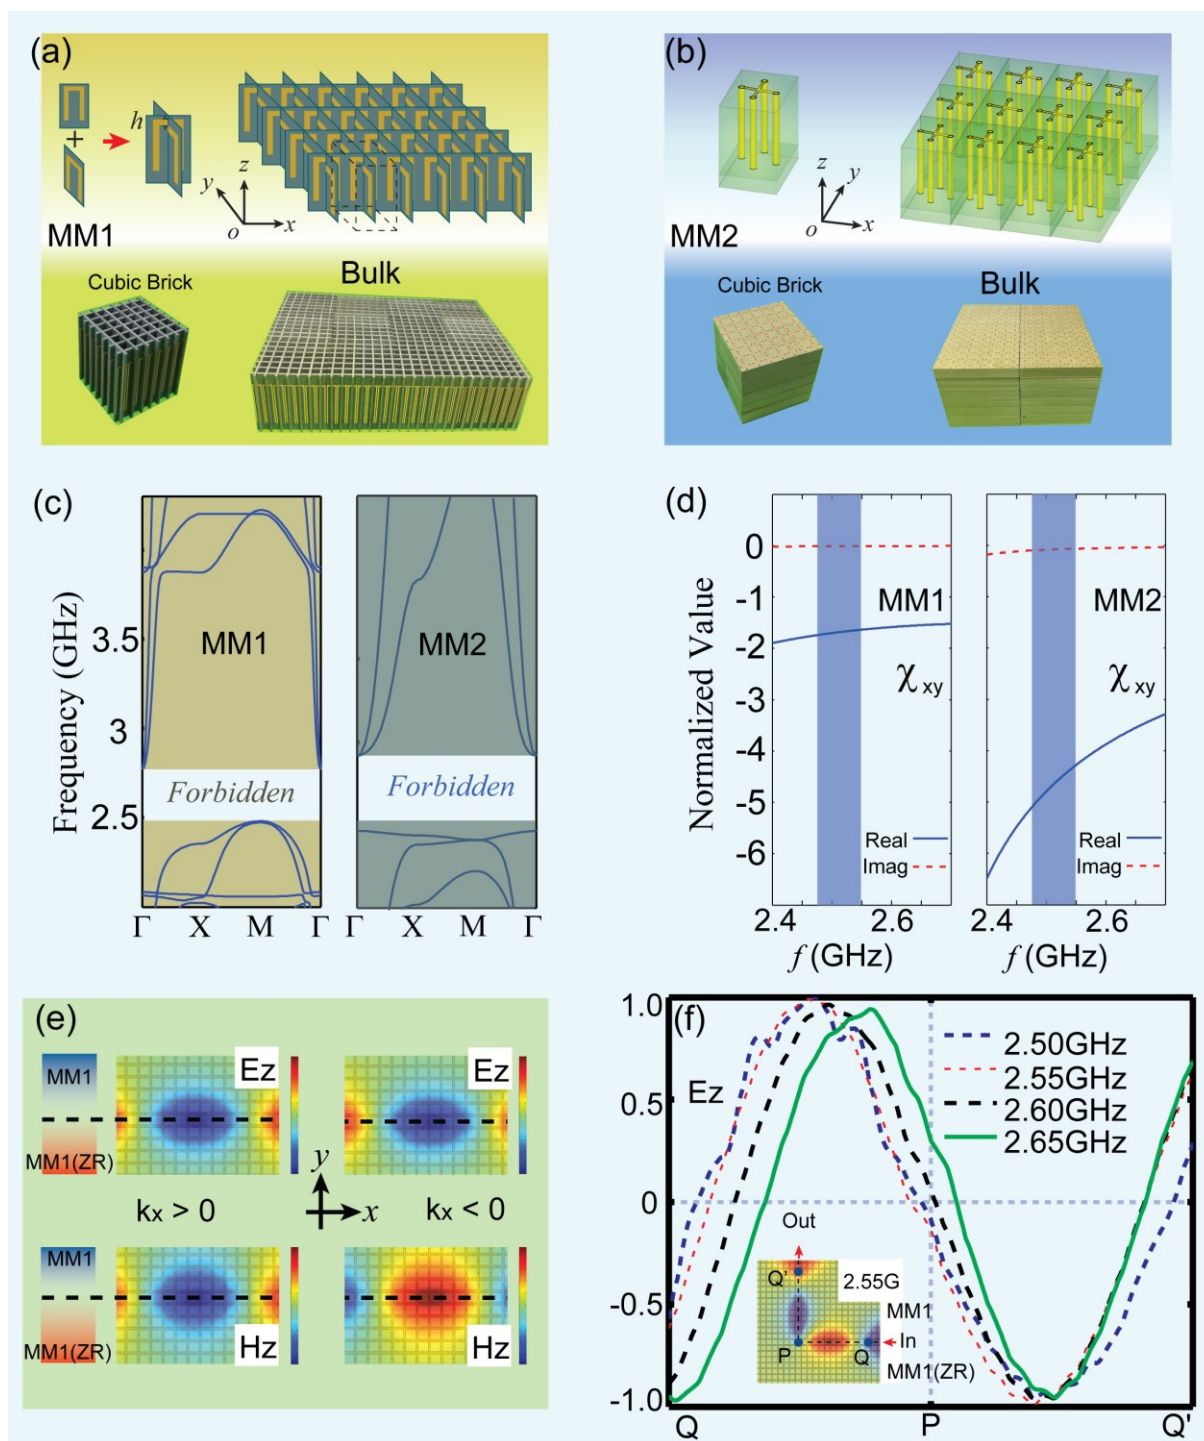 (a)
h
+
y
z
x
o
MM1
Cubic Brick
Bulk
(b)
z
y
x
o
MM2
Cubic Brick
Bulk
(c)
Frequency (GHz)
3.5
3
2.5
MM1
Forbidden
MM2
Forbidden
Γ X M Γ
Γ X M Γ
(d)
Normalized Value
0
-1
-2
-3
-4
-5
-6
MM1
χxy
Real
Imag
MM2
χxy
Real
Imag
2.4 2.6
2.4 2.6
f (GHz)
f (GHz)
(e)
MM1
MM1(ZR)
Ez
Ez
kx > 0
y
x
kx < 0
MM1
MM1(ZR)
Hz
Hz
(f)
1.0
0.5
0
-0.5
-1.0
Ez
2.50GHz
2.55GHz
2.60GHz
2.65GHz
Out
Q'
2.55G
MM1
In
P
Q
MM1(ZR)
Q P Q'